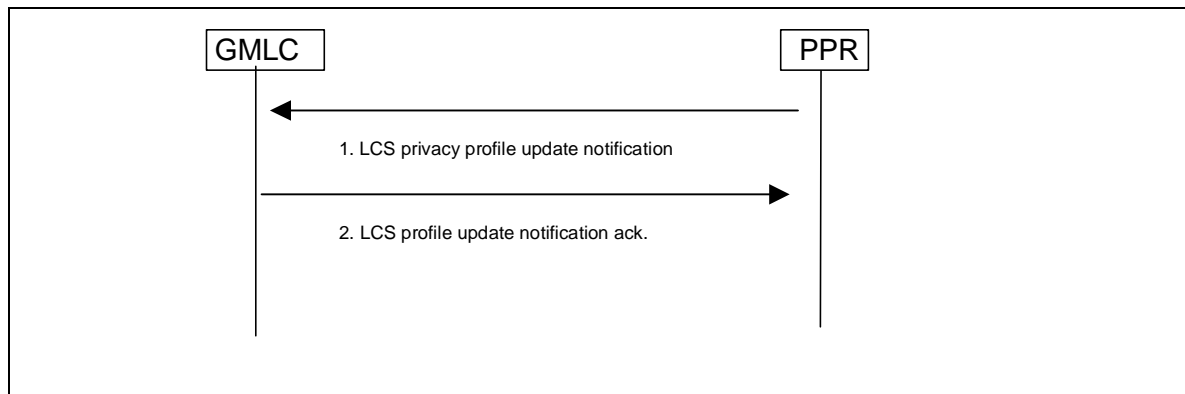 GMLC
PPR
1. LCS privacy profile update notification
2. LCS profile update notification ack.